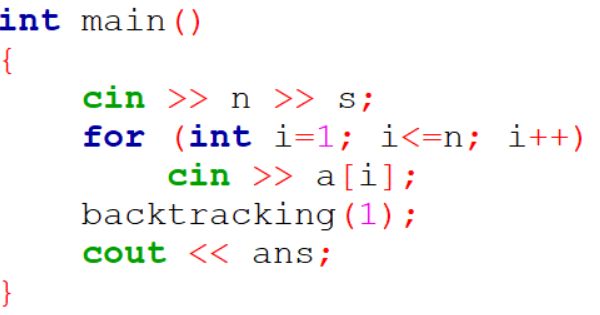 int main()
{
    cin >> n >> s;
    for (int i=1; i<=n; i++)
        cin >> a[i];
    backtracking(1);
    cout << ans;
}